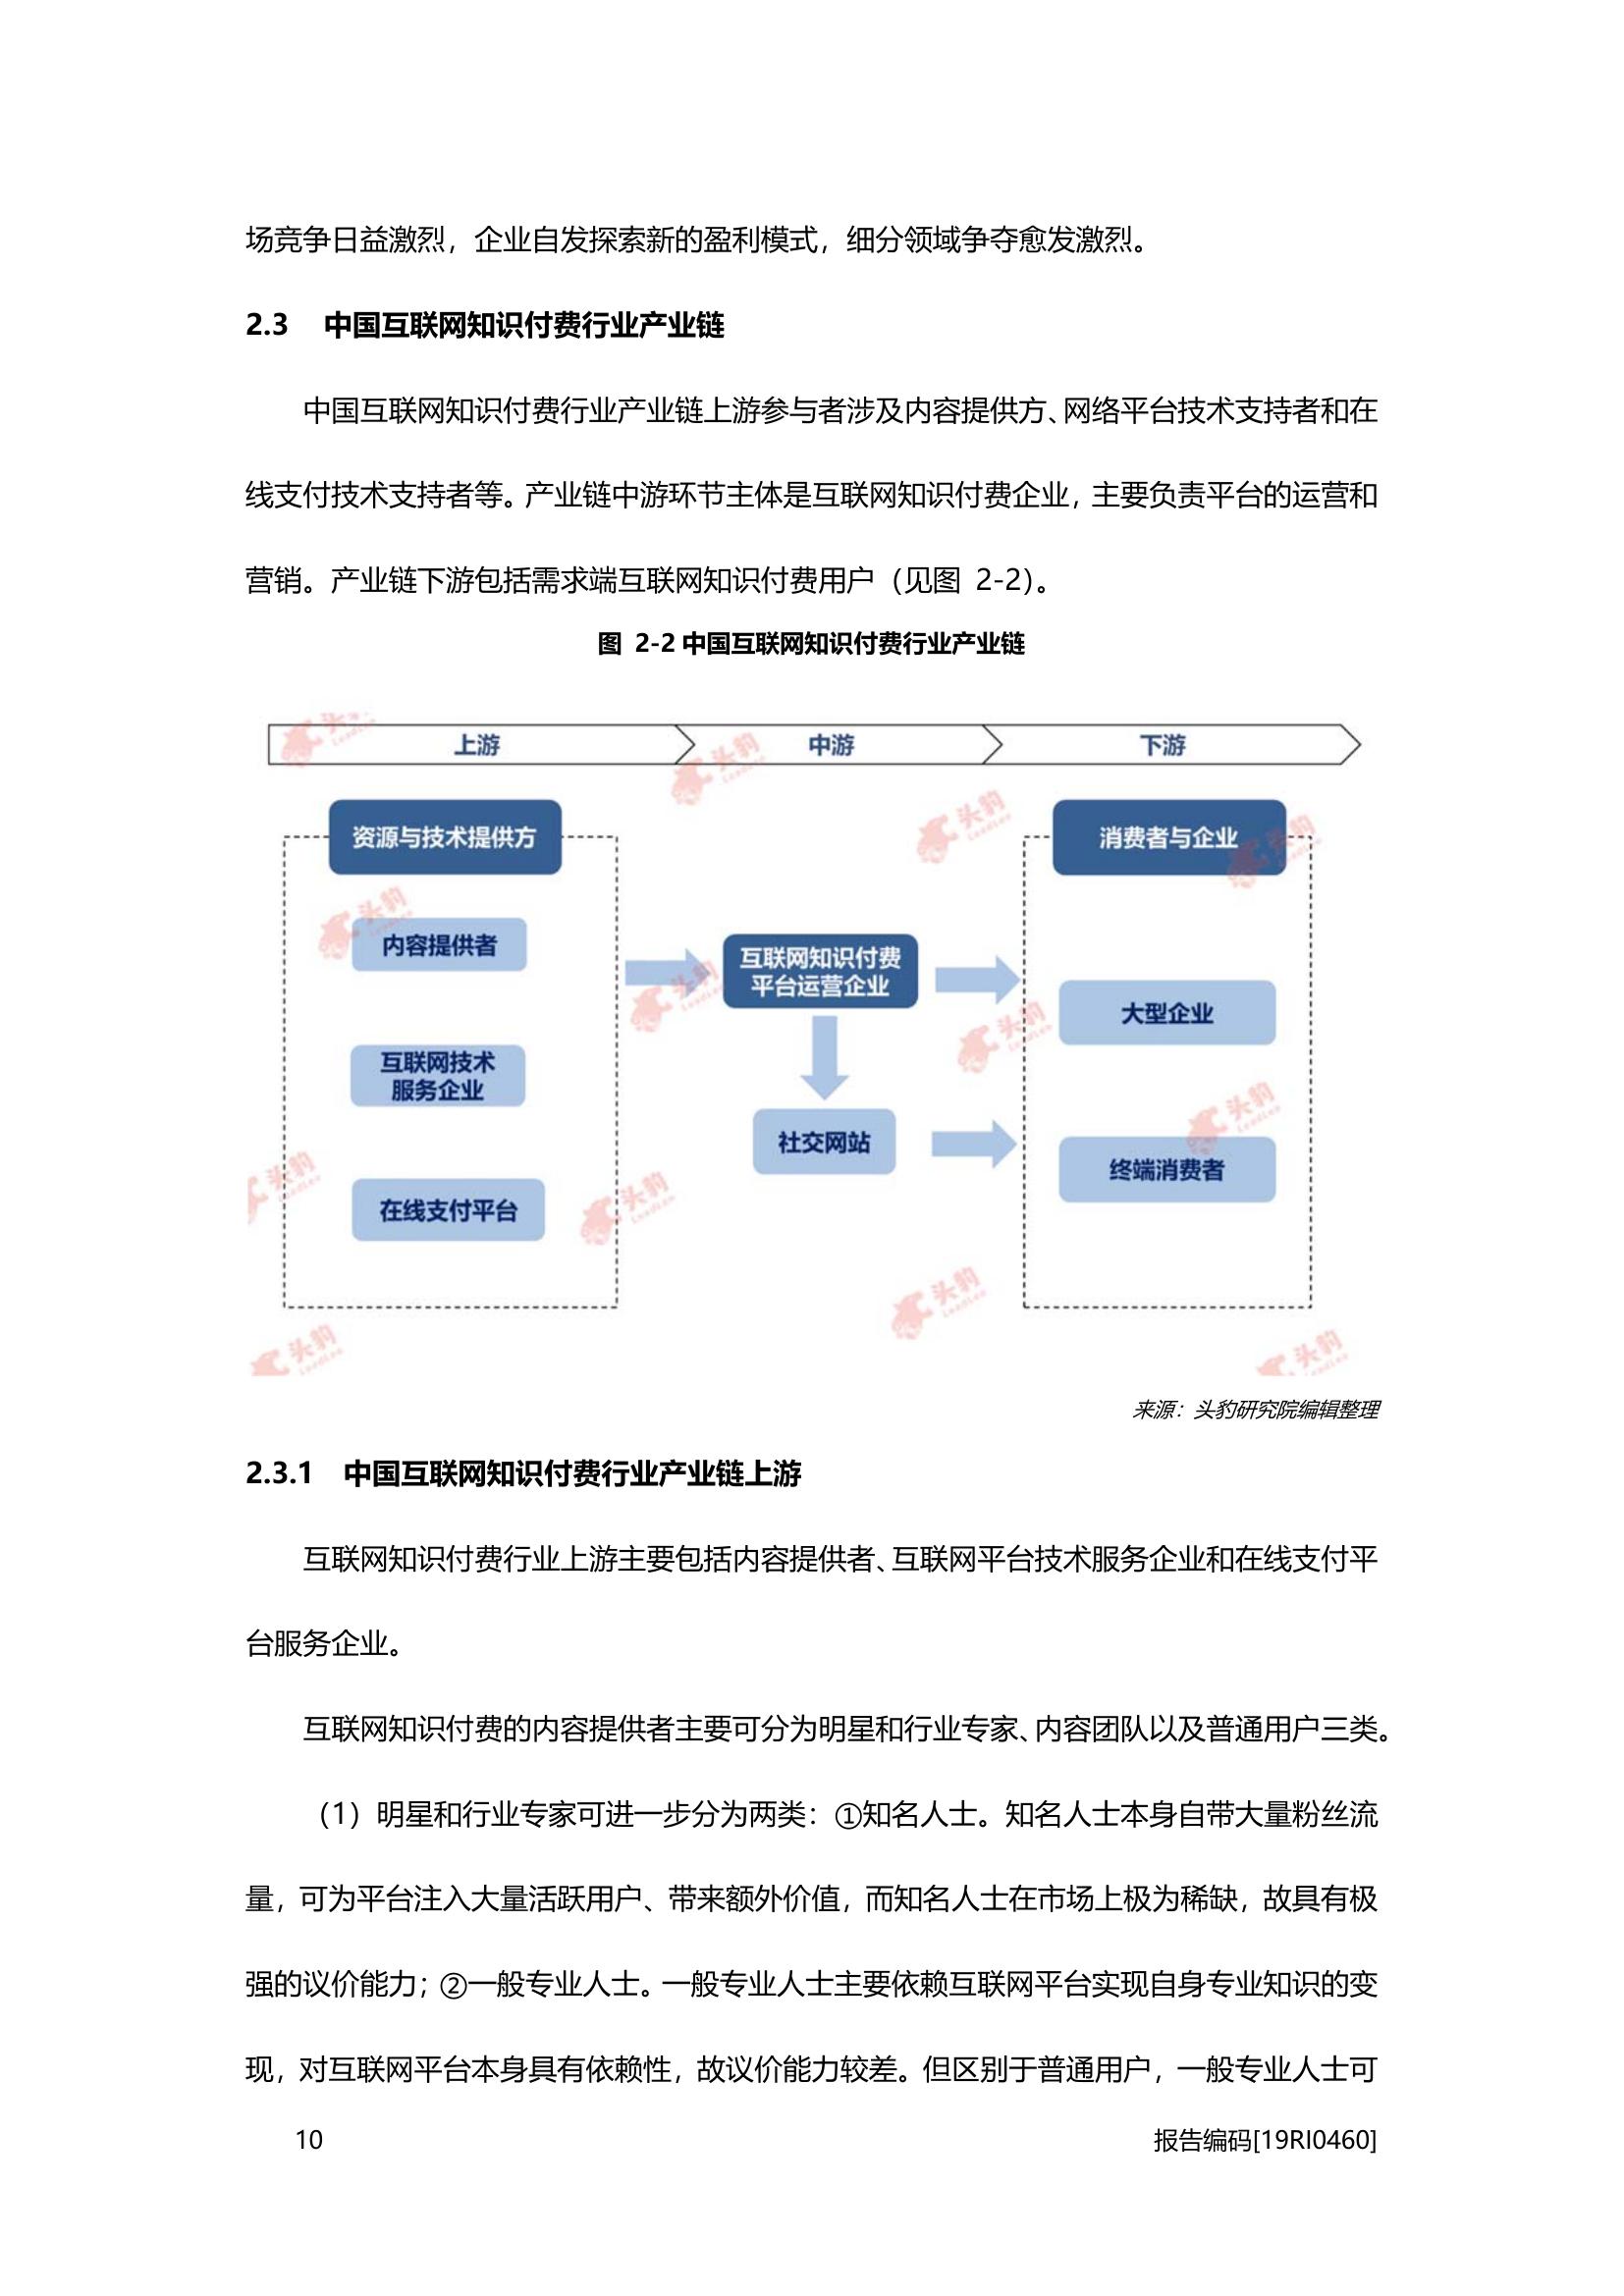 场竞争日益激烈，企业自发探索新的盈利模式，细分领域争夺愈发激烈。
2.3 中国互联网知识付费行业产业链
中国互联网知识付费行业产业链上游参与者涉及内容提供方、网络平台技术支持者和在
线支付技术支持者等。产业链中游环节主体是互联网知识付费企业，主要负责平台的运营和
营销。产业链下游包括需求端互联网知识付费用户（见图 2-2）。
图 2-2 中国互联网知识付费行业产业链
上游
中游
下游
资源与技术提供方
内容提供者
互联网技术
服务企业
在线支付平台
互联网知识付费
平台运营企业
社交网站
消费者与企业
大型企业
终端消费者
头豹
LeadLeo
来源：头豹研究院编辑整理
2.3.1 中国互联网知识付费行业产业链上游
互联网知识付费行业上游主要包括内容提供者、互联网平台技术服务企业和在线支付平
台服务企业。
互联网知识付费的内容提供者主要可分为明星和行业专家、内容团队以及普通用户三类。
（1）明星和行业专家可进一步分为两类：①知名人士。知名人士本身自带大量粉丝流
量，可为平台注入大量活跃用户、带来额外价值，而知名人士在市场上极为稀缺，故具有极
强的议价能力；②一般专业人士。一般专业人士主要依赖互联网平台实现自身专业知识的变
现，对互联网平台本身具有依赖性，故议价能力较差。但区别于普通用户，一般专业人士可
10
报告编码[19RI0460]